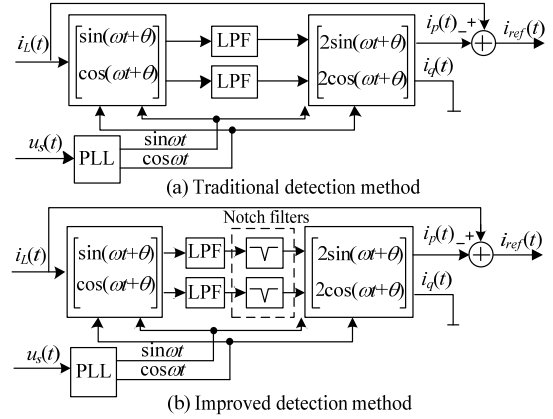 i_L(t)
sin(ωt+θ)
cos(ωt+θ)
LPF
LPF
2sin(ωt+θ)
2cos(ωt+θ)
i_p(t) − +
i_ref(t)
i_q(t)
u_s(t)
PLL
sinωt
cosωt
(a) Traditional detection method
Notch filters
i_L(t)
sin(ωt+θ)
cos(ωt+θ)
LPF
LPF
2sin(ωt+θ)
2cos(ωt+θ)
i_p(t) − +
i_ref(t)
i_q(t)
u_s(t)
PLL
sinωt
cosωt
(b) Improved detection method